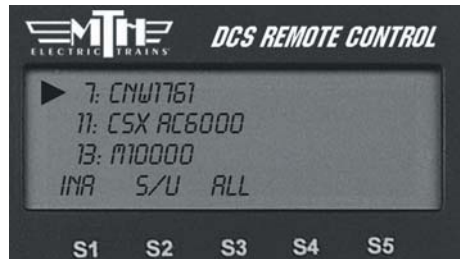 MTH
ELECTRIC TRAINS
DCS REMOTE CONTROL
7: CNW1761
11: CSX AC6000
13: M10000
INA S/U ALL
S1 S2 S3 S4 S5